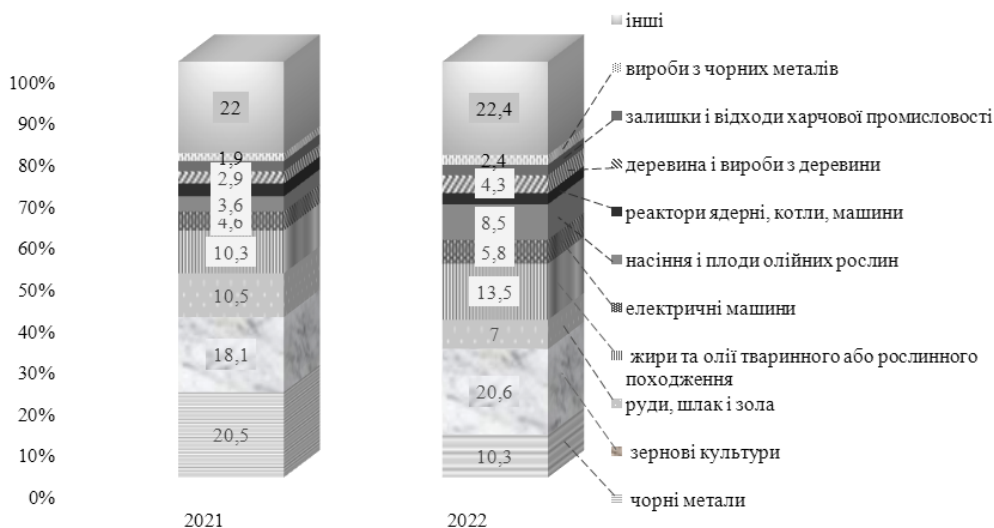 100%
90%
80%
70%
60%
50%
40%
30%
20%
10%
0%
22
1,9
2,9
3,6
4,6
10,3
10,5
18,1
20,5
2021
22,4
2,4
4,3
8,5
5,8
13,5
7
20,6
10,3
2022
інші
вироби з чорних металів
залишки і відходи харчової промисловості
деревина і вироби з деревини
реактори ядерні, котли, машини
насіння і плоди олійних рослин
електричні машини
жири та олії тваринного або рослинного
походження
руди, шлак і зола
зернові культури
чорні метали